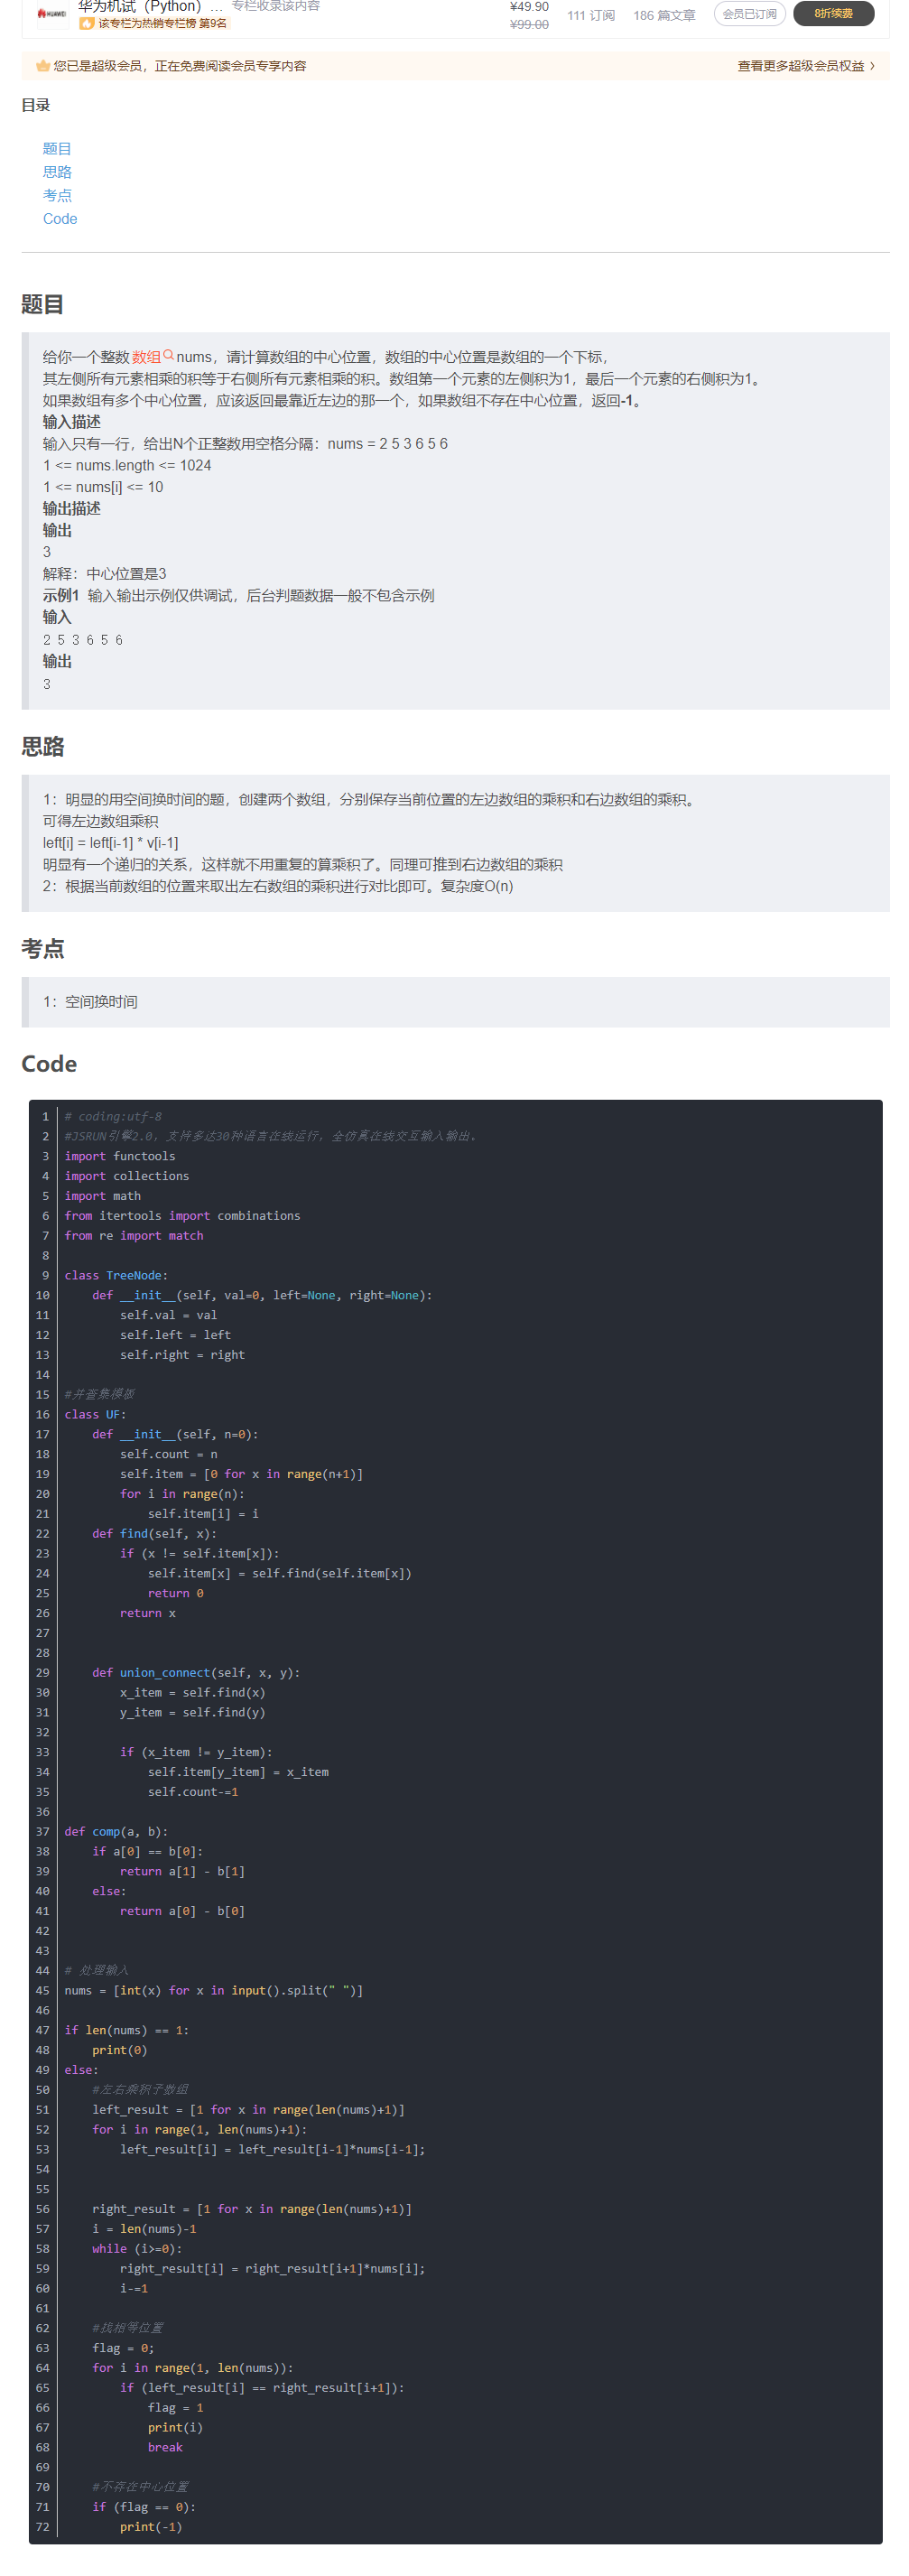 华为机试（Python）... 专栏收录该内容
HUAWEI
该专栏为热销专栏榜 第9名
¥49.90
¥99.00
111 订阅
186 篇文章
会员已订阅
8折续费
您已是超级会员，正在免费阅读会员专享内容
查看更多超级会员权益
目录
题目
思路
考点
Code
题目
给你一个整数 数组 nums，请计算数组的中心位置，数组的中心位置是数组的一个下标，
其左侧所有元素相乘的积等于右侧所有元素相乘的积。数组第一个元素的左侧积为1，最后一个元素的右侧积为1。
如果数组有多个中心位置，应该返回最靠近左边的那一个，如果数组不存在中心位置，返回-1。
输入描述
输入只有一行，给出N个正整数用空格分隔：nums = 2 5 3 6 5 6
1 <= nums.length <= 1024
1 <= nums[i] <= 10
输出描述
输出
3
解释：中心位置是3
示例1  输入输出示例仅供调试，后台判题数据一般不包含示例
输入
2 5 3 6 5 6
输出
3
思路
1：明显的用空间换时间的题，创建两个数组，分别保存当前位置的左边数组的乘积和右边数组的乘积。
可得左边数组乘积
left[i] = left[i-1] * v[i-1]
明显有一个递归的关系，这样就不用重复的算乘积了。同理可推到右边数组的乘积
2：根据当前数组的位置来取出左右数组的乘积进行对比即可。复杂度O(n)
考点
1：空间换时间
Code
1 # coding:utf-8
2 #JSRUN引擎2.0，支持多达30种语言在线运行，全仿真在线交互输入输出。
3 import functools
4 import collections
5 import math
6 from itertools import combinations
7 from re import match
8
9 class TreeNode:
10     def __init__(self, val=0, left=None, right=None):
11         self.val = val
12         self.left = left
13         self.right = right
14
15 #并查集模板
16 class UF:
17     def __init__(self, n=0):
18         self.count = n
19         self.item = [0 for x in range(n+1)]
20         for i in range(n):
21             self.item[i] = i
22     def find(self, x):
23         if (x != self.item[x]):
24             self.item[x] = self.find(self.item[x])
25             return 0
26         return x
27
28
29     def union_connect(self, x, y):
30         x_item = self.find(x)
31         y_item = self.find(y)
32
33         if (x_item != y_item):
34             self.item[y_item] = x_item
35             self.count-=1
36
37 def comp(a, b):
38     if a[0] == b[0]:
39         return a[1] - b[1]
40     else:
41         return a[0] - b[0]
42
43
44 # 处理输入
45 nums = [int(x) for x in input().split(" ")]
46
47 if len(nums) == 1:
48     print(0)
49 else:
50     #左右乘积子数组
51     left_result = [1 for x in range(len(nums)+1)]
52     for i in range(1, len(nums)+1):
53         left_result[i] = left_result[i-1]*nums[i-1];
54
55
56     right_result = [1 for x in range(len(nums)+1)]
57     i = len(nums)-1
58     while (i>=0):
59         right_result[i] = right_result[i+1]*nums[i];
60         i-=1
61
62     #找相等位置
63     flag = 0;
64     for i in range(1, len(nums)):
65         if (left_result[i] == right_result[i+1]):
66             flag = 1
67             print(i)
68             break
69
70     #不存在中心位置
71     if (flag == 0):
72         print(-1)